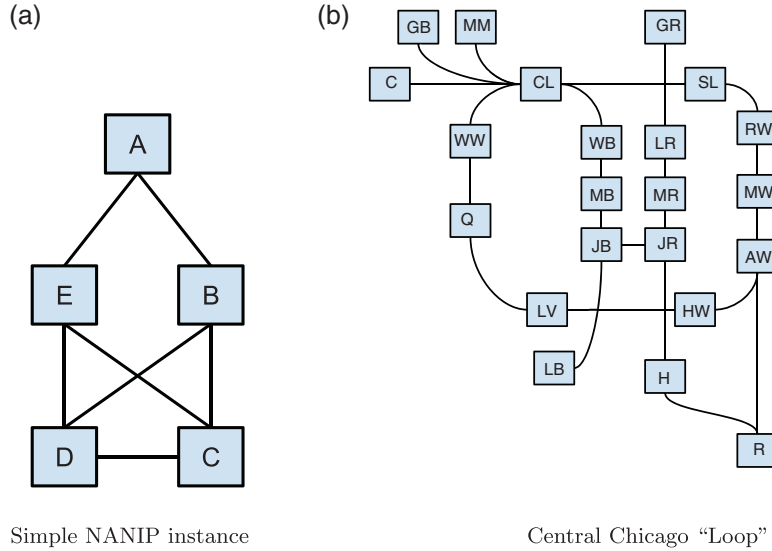 (a)
A
E B
D C
Simple NANIP instance
(b)
GB MM GR
C CL SL
WW WB LR RW
MB MR MW
Q JB JR AW
LV HW
LB H
R
Central Chicago “Loop”